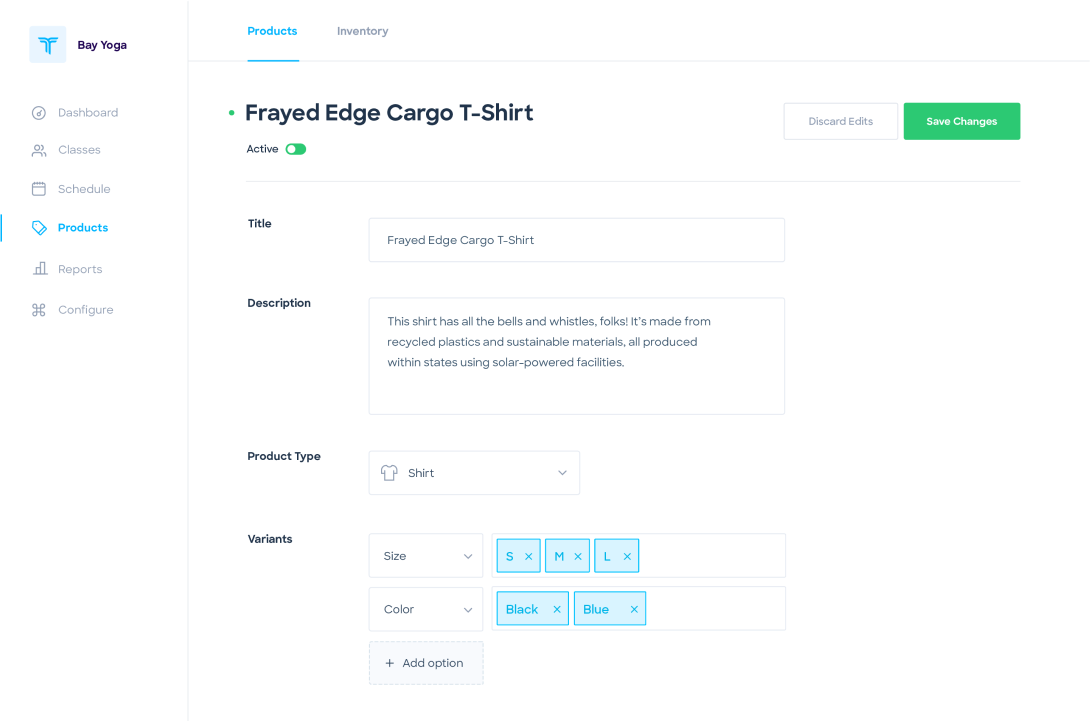 Bay Yoga
Dashboard
Classes
Schedule
Products
Reports
Configure
Products Inventory
Frayed Edge Cargo T-Shirt
Active
Discard Edits
Save Changes
Title
Frayed Edge Cargo T-Shirt
Description
This shirt has all the bells and whistles, folks! It's made from
recycled plastics and sustainable materials, all produced
within states using solar-powered facilities.
Product Type
Shirt
Variants
Size
S × M × L ×
Color
Black × Blue ×
+ Add option